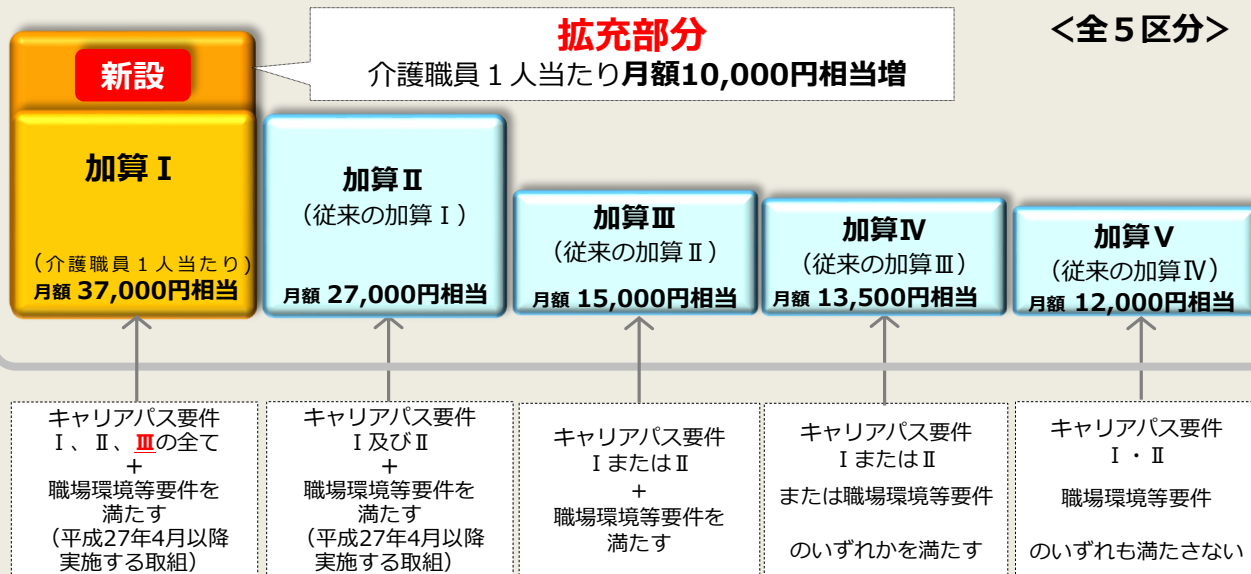 <全５区分>
拡充部分
介護職員１人当たり月額10,000円相当増
新設
加算Ⅰ
（介護職員１人当たり）
月額 37,000円相当
加算Ⅱ
（従来の加算Ⅰ）
月額 27,000円相当
加算Ⅲ
（従来の加算Ⅱ）
月額 15,000円相当
加算Ⅳ
（従来の加算Ⅲ）
月額 13,500円相当
加算Ⅴ
（従来の加算Ⅳ）
月額 12,000円相当
キャリアパス要件
Ⅰ、Ⅱ、Ⅲの全て
+
職場環境等要件を
満たす
（平成27年4月以降
実施する取組）
キャリアパス要件
Ⅰ及びⅡ
+
職場環境等要件を
満たす
（平成27年4月以降
実施する取組）
キャリアパス要件
ⅠまたはⅡ
+
職場環境等要件を
満たす
キャリアパス要件
ⅠまたはⅡ
または職場環境等要件
のいずれかを満たす
キャリアパス要件
Ⅰ・Ⅱ
職場環境等要件
のいずれも満たさない